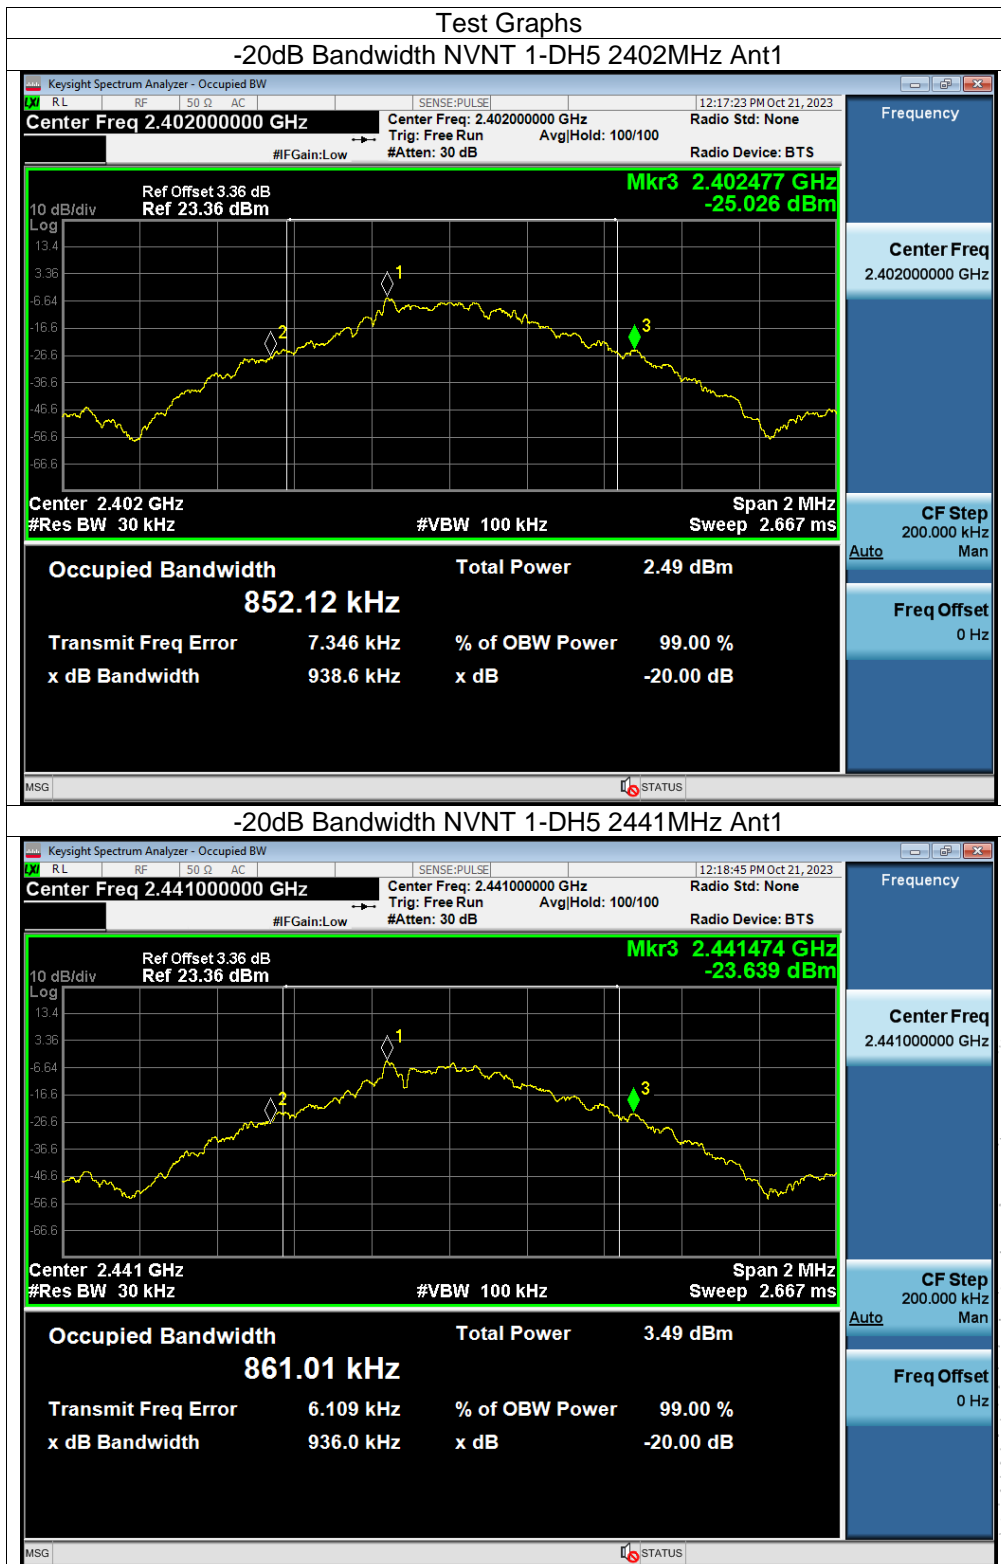 Test Graphs
-20dB Bandwidth NVNT 1-DH5 2402MHz Ant1
Keysight Spectrum Analyzer - Occupied BW
LXI RL RF 50 Ω AC SENSE:PULSE 12:17:23 PM Oct 21, 2023
Center Freq 2.402000000 GHz Center Freq: 2.402000000 GHz Radio Std: None Frequency
Trig: Free Run Avg|Hold: 100/100
#IFGain:Low #Atten: 30 dB Radio Device: BTS
Ref Offset 3.36 dB Mkr3 2.402477 GHz
10 dB/div Ref 23.36 dBm -25.026 dBm
Log
13.4
3.36
-6.64
-16.6
-26.6
-36.6
-46.6
-56.6
-66.6
1
2
3
Center Freq
2.402000000 GHz
Center 2.402 GHz Span 2 MHz
#Res BW 30 kHz #VBW 100 kHz Sweep 2.667 ms
CF Step
200.000 kHz
Auto Man
Occupied Bandwidth Total Power 2.49 dBm
852.12 kHz
Freq Offset
0 Hz
Transmit Freq Error 7.346 kHz % of OBW Power 99.00 %
x dB Bandwidth 938.6 kHz x dB -20.00 dB
MSG STATUS
-20dB Bandwidth NVNT 1-DH5 2441MHz Ant1
Keysight Spectrum Analyzer - Occupied BW
LXI RL RF 50 Ω AC SENSE:PULSE 12:18:45 PM Oct 21, 2023
Center Freq 2.441000000 GHz Center Freq: 2.441000000 GHz Radio Std: None Frequency
Trig: Free Run Avg|Hold: 100/100
#IFGain:Low #Atten: 30 dB Radio Device: BTS
Ref Offset 3.36 dB Mkr3 2.441474 GHz
10 dB/div Ref 23.36 dBm -23.639 dBm
Log
13.4
3.36
-6.64
-16.6
-26.6
-36.6
-46.6
-56.6
-66.6
1
2
3
Center Freq
2.441000000 GHz
Center 2.441 GHz Span 2 MHz
#Res BW 30 kHz #VBW 100 kHz Sweep 2.667 ms
CF Step
200.000 kHz
Auto Man
Occupied Bandwidth Total Power 3.49 dBm
861.01 kHz
Freq Offset
0 Hz
Transmit Freq Error 6.109 kHz % of OBW Power 99.00 %
x dB Bandwidth 936.0 kHz x dB -20.00 dB
MSG STATUS